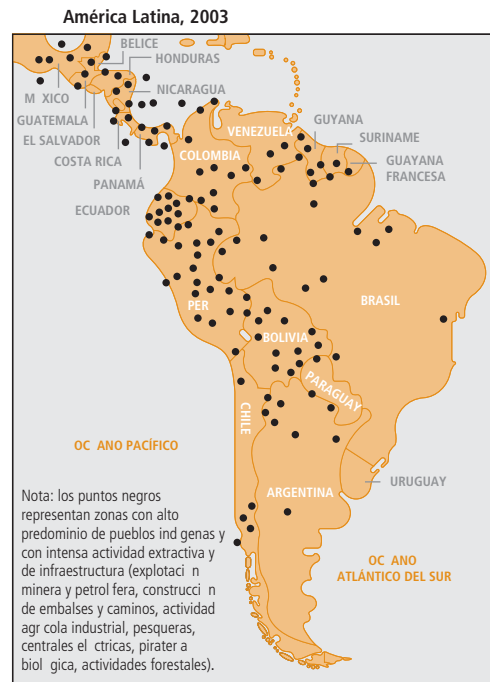 América Latina, 2003
BELICE
HONDURAS
M XICO
NICARAGUA
GUATEMALA
EL SALVADOR
COSTA RICA
PANAMÁ
VENEZUELA
GUYANA
SURINAME
COLOMBIA
GUAYANA
FRANCESA
ECUADOR
PER
BRASIL
BOLIVIA
PARAGUAY
CHILE
OC ANO PACÍFICO
URUGUAY
ARGENTINA
Nota: los puntos negros
representan zonas con alto
predominio de pueblos ind genas y
con intensa actividad extractiva y
de infraestructura (explotaci n
minera y petrol fera, construcci n
de embalses y caminos, actividad
agr cola industrial, pesqueras,
centrales el ctricas, pirater a
biol gica, actividades forestales).
OC ANO
ATLÁNTICO DEL SUR